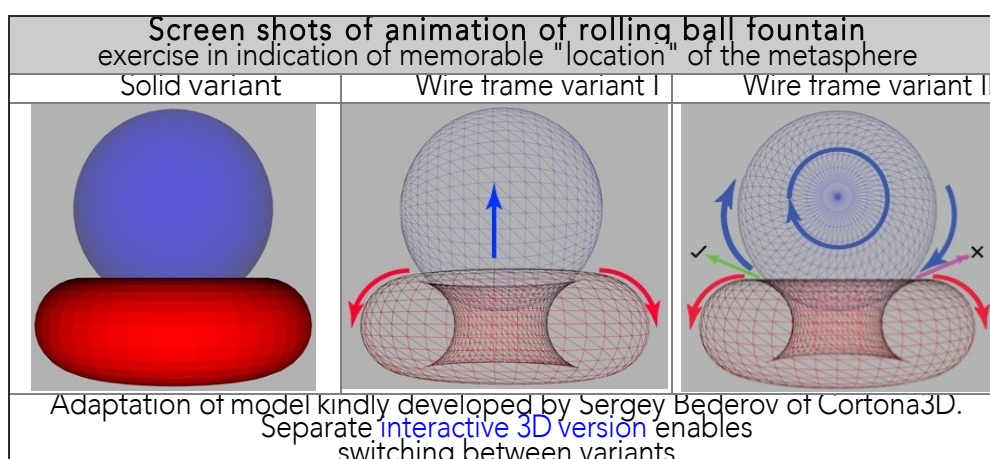 Screen shots of animation of rolling ball fountain
exercise in indication of memorable "location" of the metasphere
Solid variant
Wire frame variant I
Wire frame variant II
Adaptation of model kindly developed by Sergey Bederov of Cortona3D.
Separate interactive 3D version enables
switching between variants